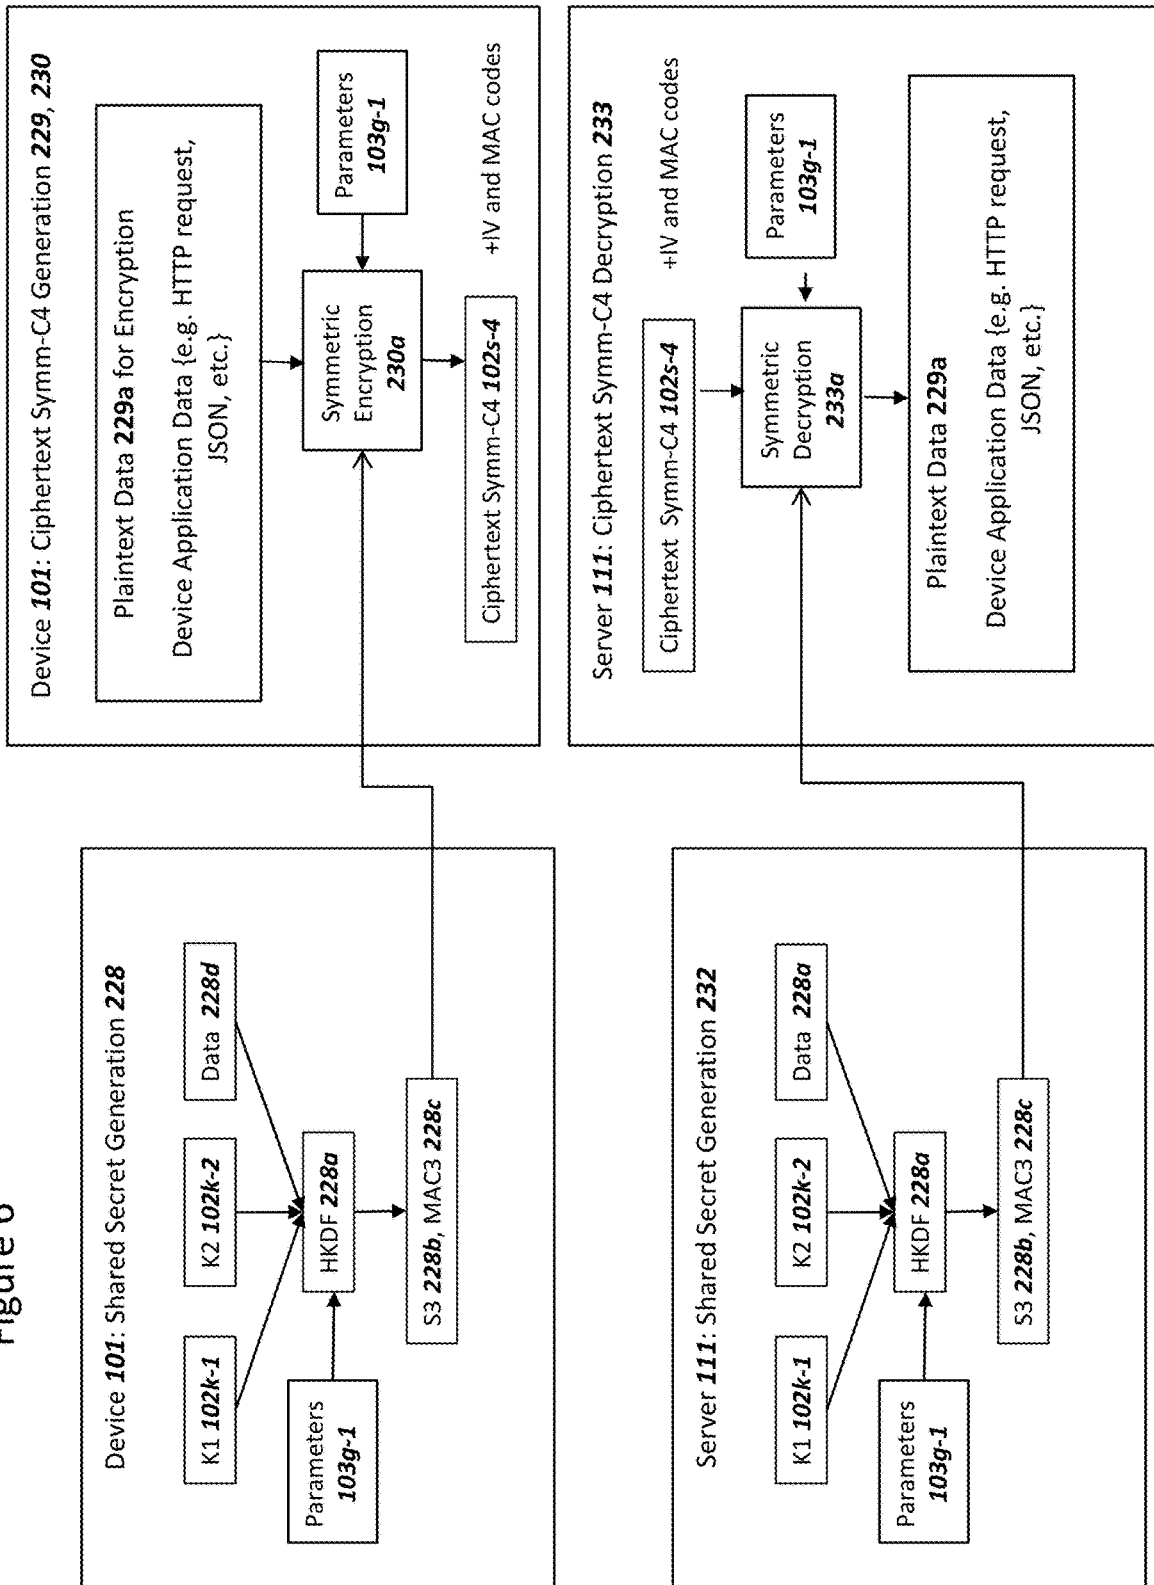 Figure 6
Device 101: Shared Secret Generation 228
K1 102k-1
K2 102k-2
Data 228d
Parameters
103g-1
HKDF 228a
S3 228b, MAC3 228c
Device 101: Ciphertext Symm-C4 Generation 229, 230
Plaintext Data 229a for Encryption
Device Application Data {e.g. HTTP request,
JSON, etc.}
Symmetric
Encryption
230a
Parameters
103g-1
Ciphertext Symm-C4 102s-4
+IV and MAC codes
Server 111: Shared Secret Generation 232
K1 102k-1
K2 102k-2
Data 228a
Parameters
103g-1
HKDF 228a
S3 228b, MAC3 228c
Server 111: Ciphertext Symm-C4 Decryption 233
Ciphertext Symm-C4 102s-4
+IV and MAC codes
Symmetric
Decryption
233a
Parameters
103g-1
Plaintext Data 229a
Device Application Data {e.g. HTTP request,
JSON, etc.}